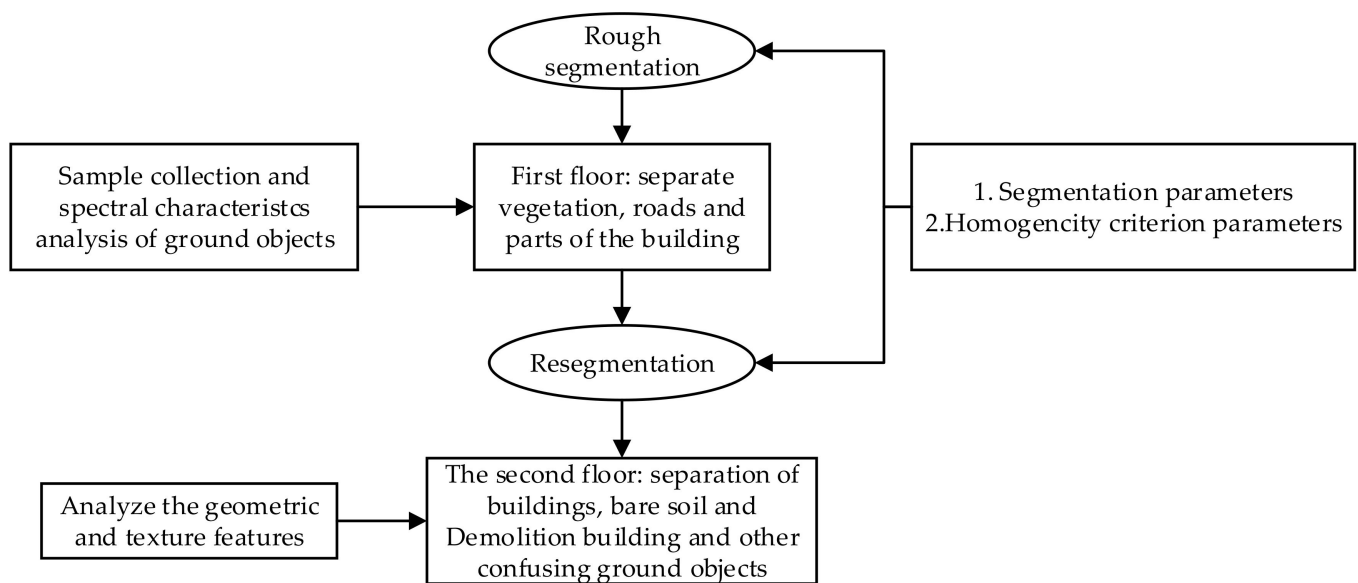 Rough
segmentation
Sample collection and
spectral characteristcs
analysis of ground objects
First floor: separate
vegetation, roads and
parts of the building
1. Segmentation parameters
2.Homogencity criterion parameters
Resegmentation
Analyze the geometric
and texture features
The second floor: separation of
buildings, bare soil and
Demolition building and other
confusing ground objects